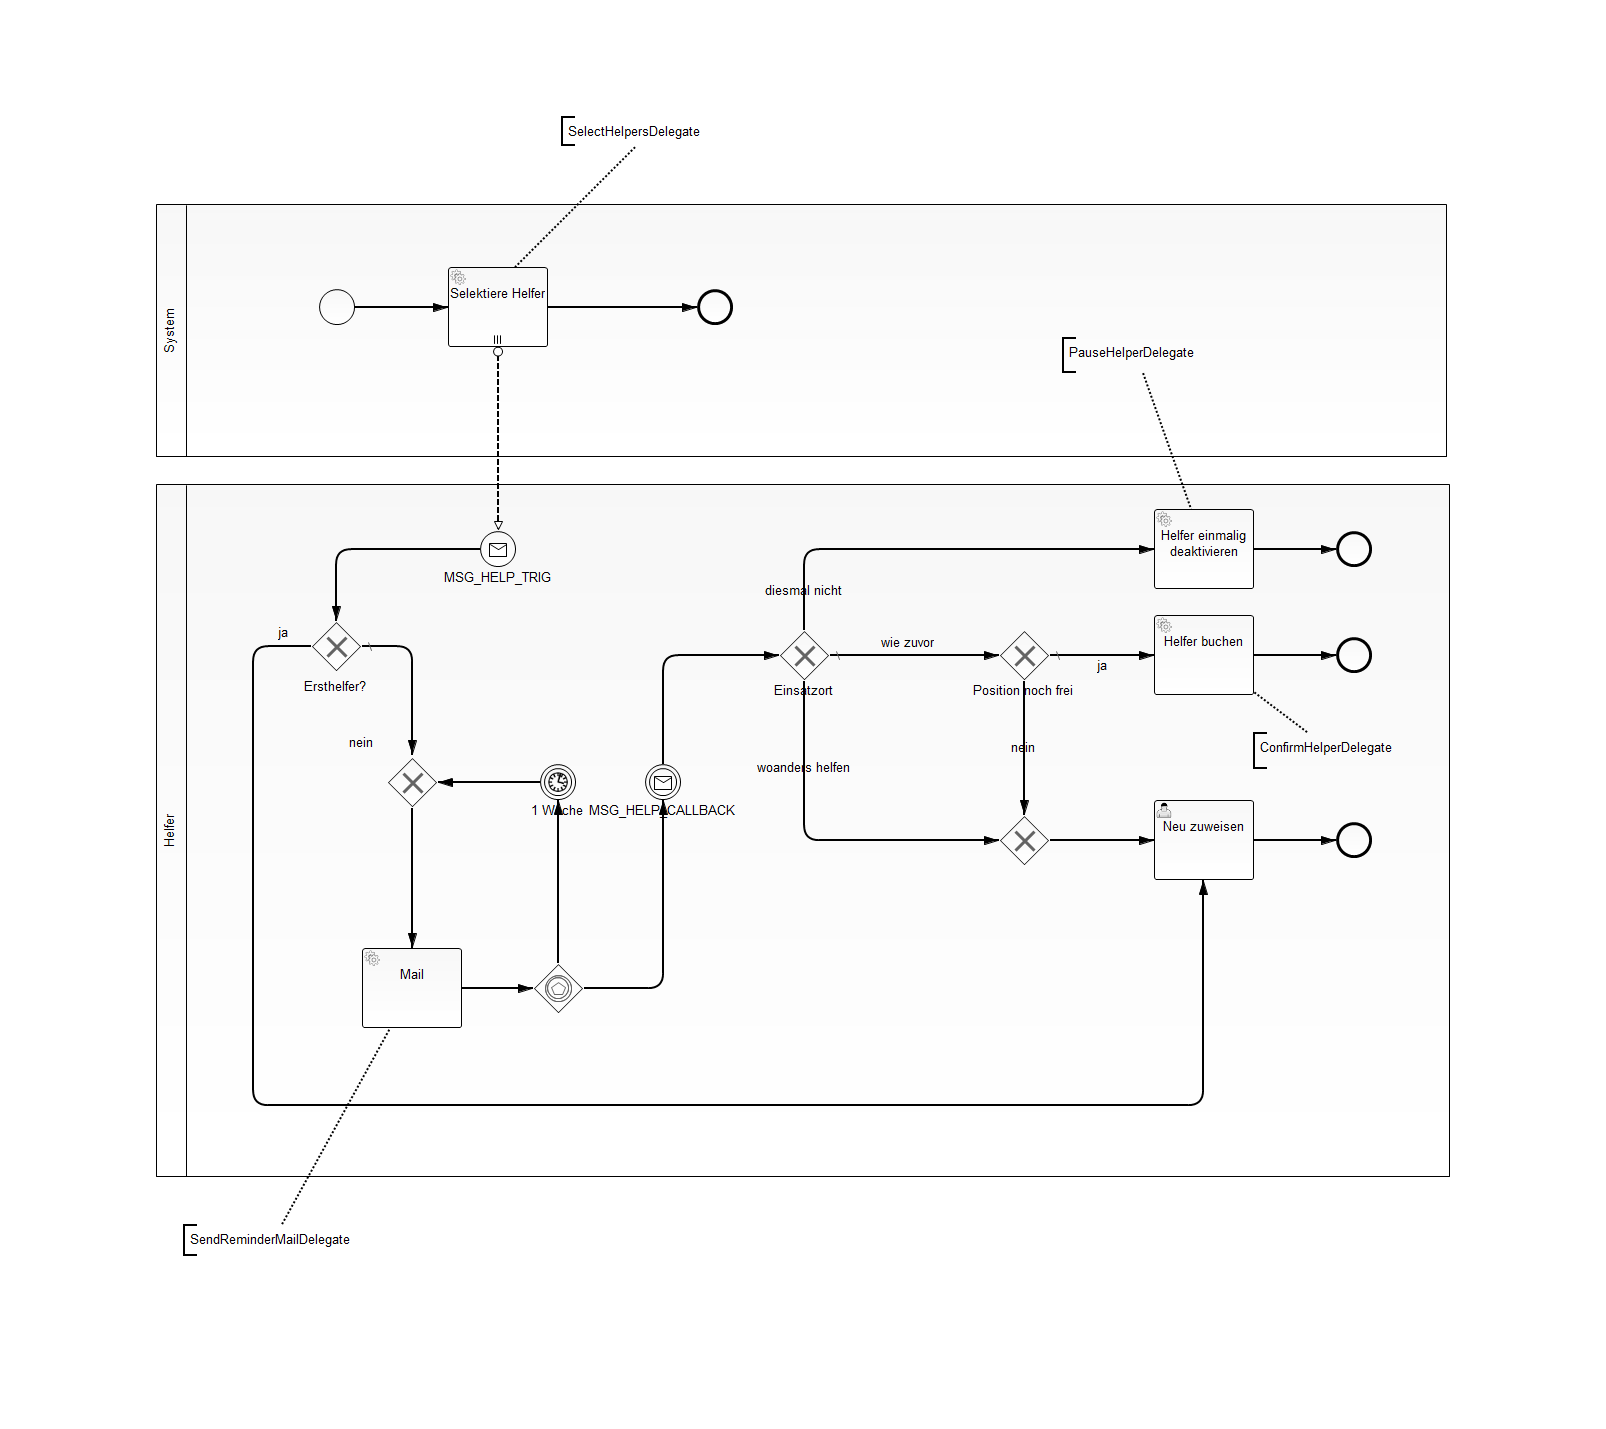 SelectHelpersDelegate
System
Selektiere Helfer
PauseHelperDelegate
Helfer
MSG_HELP_TRIG
Helfer einmalig
deaktivieren
diesmal nicht
ja
Ersthelfer?
nein
wie zuvor
Einsatzort
Position noch frei
ja
Helfer buchen
nein
ConfirmHelperDelegate
woanders helfen
1 Woche
MSG_HELP_CALLBACK
Neu zuweisen
Mail
SendReminderMailDelegate